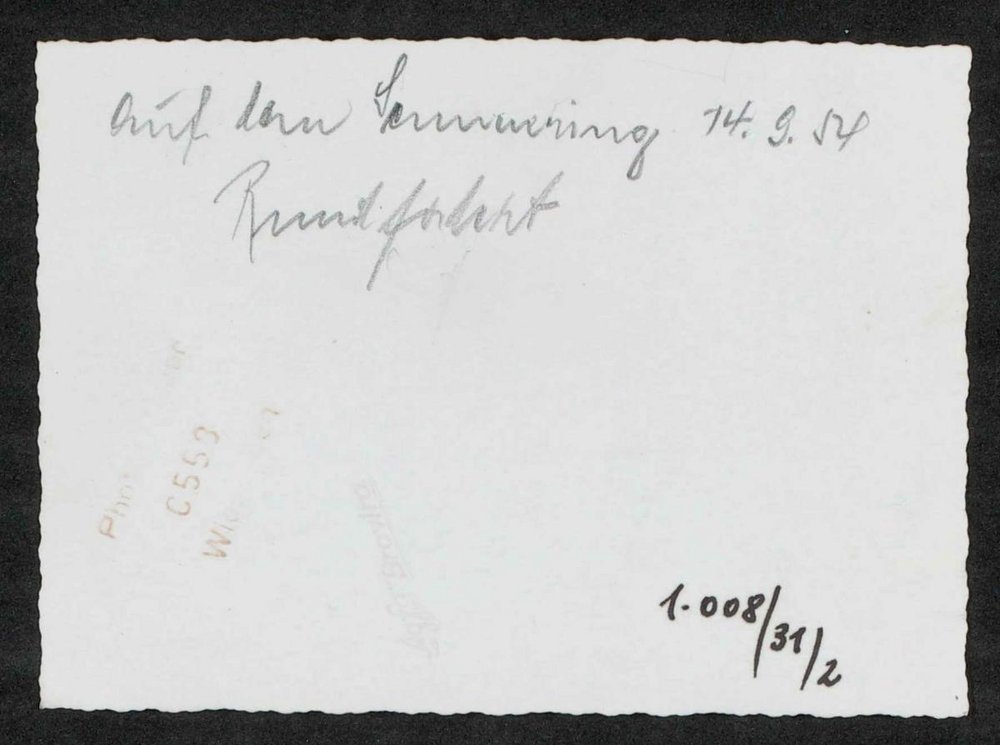 Auf dem Semmering 14.9.54
Rundfahrt
C553
1.008/31/2